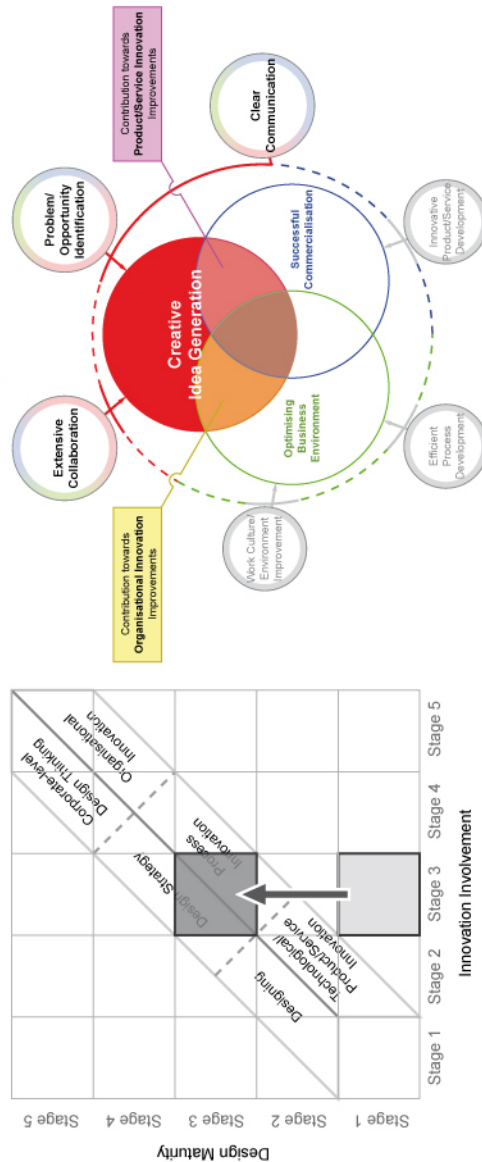 Design Maturity
Stage 5
Stage 4
Stage 3
Stage 2
Stage 1
Corporate-level
Design Thinking
Organisational
Innovation
Design Strategy
Process
Innovation
Designing
Technological/
Product/Service
Innovation
Stage 1
Stage 2
Stage 3
Stage 4
Stage 5
Innovation Involvement
Contribution towards
Organisational Innovation
Improvements
Contribution towards
Product/Service Innovation
Improvements
Extensive
Collaboration
Problem/
Opportunity
Identification
Creative
Idea Generation
Clear
Communication
Optimising
Business
Environment
Successful
Commercialisation
Work Culture/
Environment
Improvement
Efficient
Process
Development
Innovative
Product/Service
Development